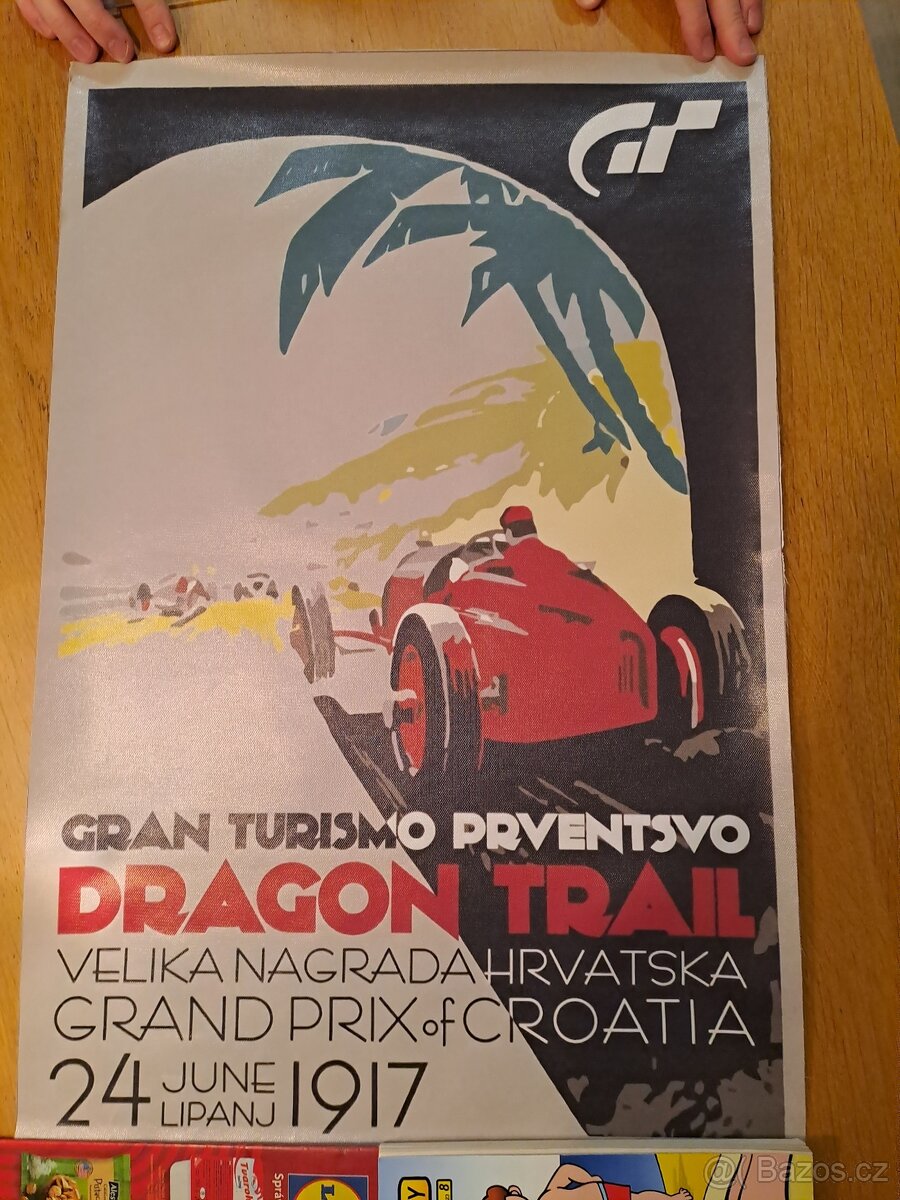 GT
GRAN TURISMO PRVENTSVO
DRAGON TRAIL
VELIKA NAGRADA HRVATSKA
GRAND PRIX of CROATIA
24 JUNE LIPANJ 1917
Bazos.cz